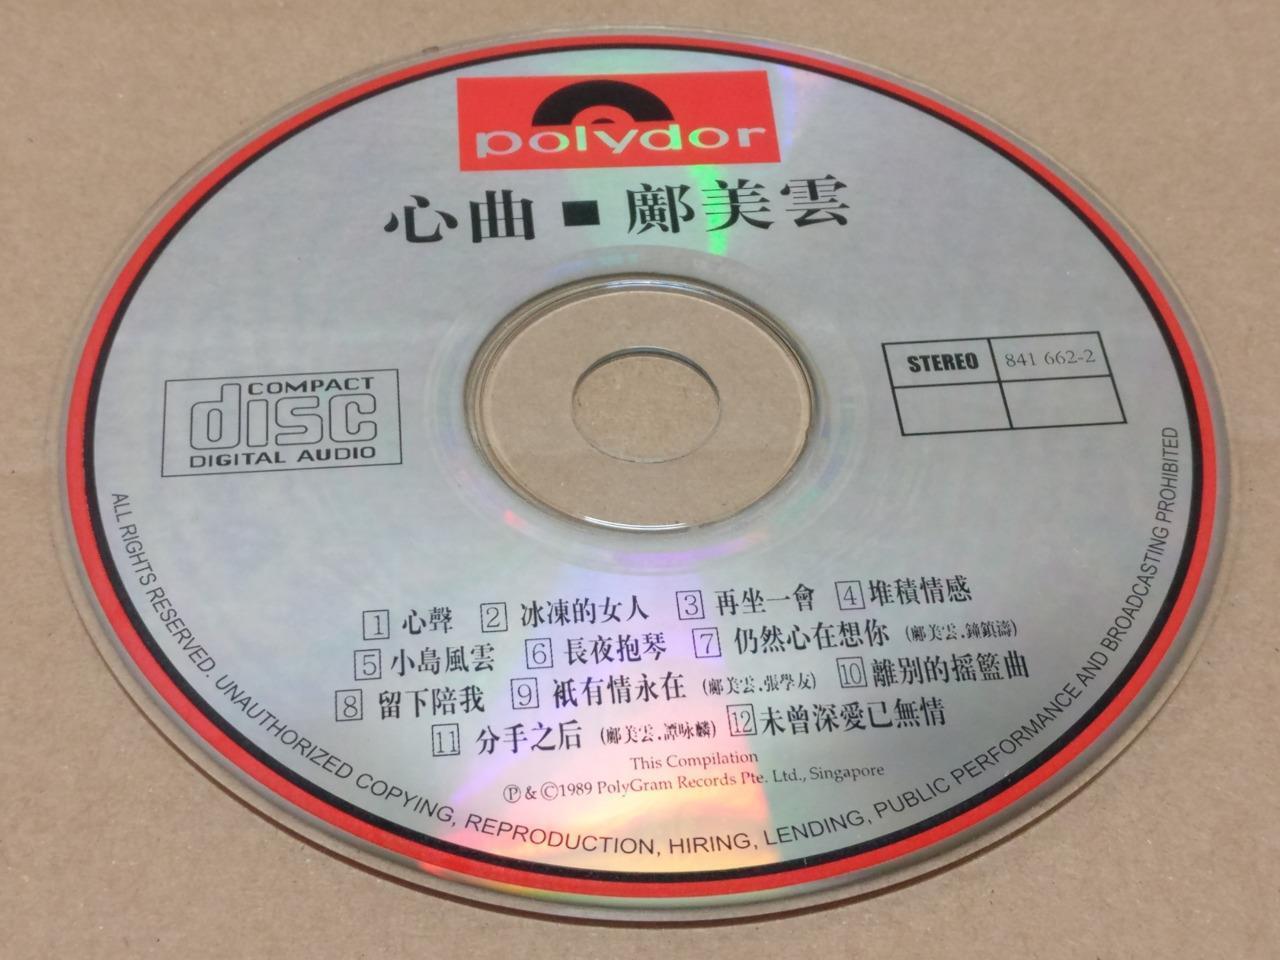 polydor
心曲■鄺美雲
COMPACT
disc
DIGITAL AUDIO
STEREO 841 662-2
1 心聲 2 冰凍的女人 3 再坐一會 4 堆積情感
5 小島風雲 6 長夜抱琴 7 仍然心在想你 (鄺美雲.鍾鎮濤)
8 留下陪我 9 衹有情永在 (鄺美雲.張學友) 10 離别的摇籃曲
11 分手之后 (鄺美雲.譚咏麟) 12 未曾深愛已無情
This Compilation
Ⓟ & ©1989 PolyGram Records Pte. Ltd., Singapore
ALL RIGHTS RESERVED. UNAUTHORIZED COPYING, REPRODUCTION, HIRING, LENDING, PUBLIC PERFORMANCE AND BROADCASTING PROHIBITED